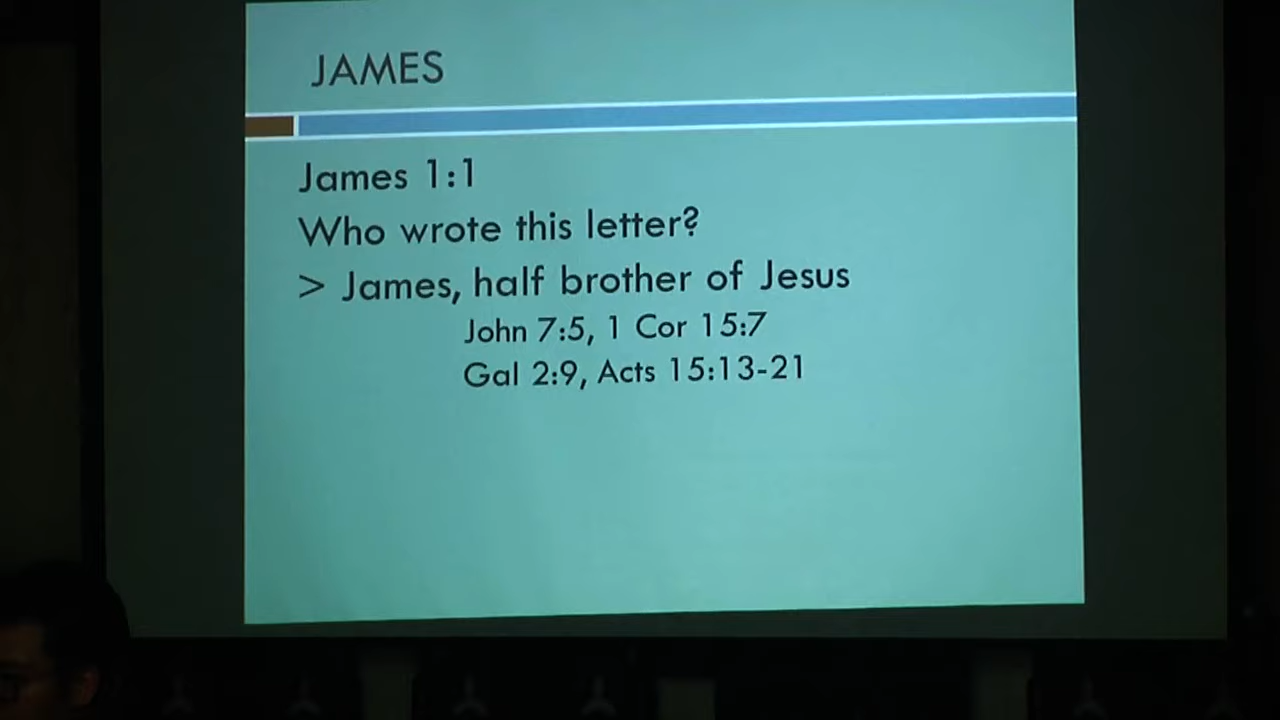 JAMES
James 1:1
Who wrote this letter?
> James, half brother of Jesus
John 7:5, 1 Cor 15:7
Gal 2:9, Acts 15:13-21